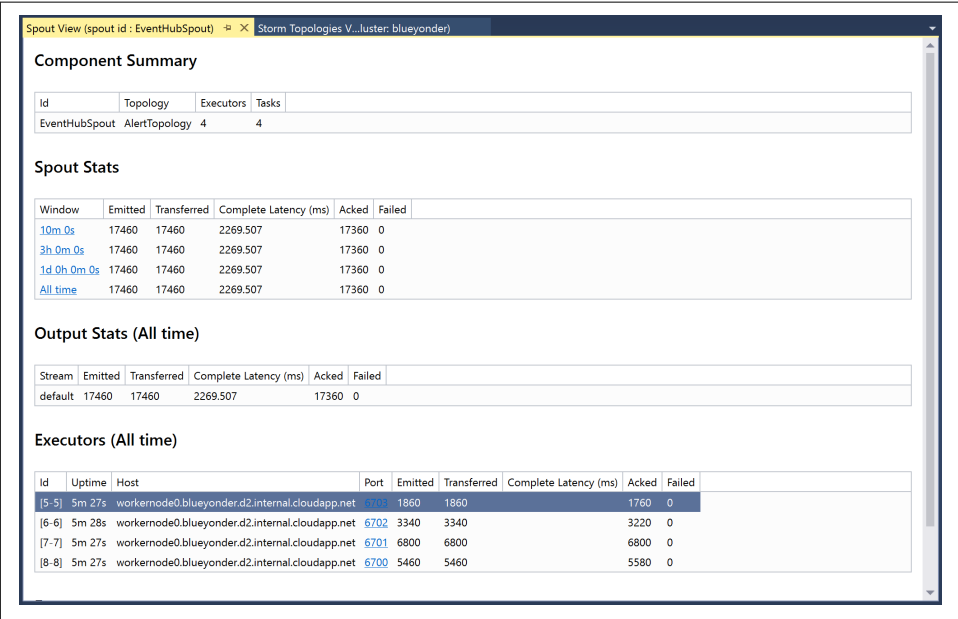 Spout View (spout id : EventHubSpout) Storm Topologies V...luster: blueyonder)
Component Summary
Id Topology Executors Tasks
EventHubSpout AlertTopology 4 4
Spout Stats
Window Emitted Transferred Complete Latency (ms) Acked Failed
10m 0s 17460 17460 2269.507 17360 0
3h 0m 0s 17460 17460 2269.507 17360 0
1d 0h 0m 0s 17460 17460 2269.507 17360 0
All time 17460 17460 2269.507 17360 0
Output Stats (All time)
Stream Emitted Transferred Complete Latency (ms) Acked Failed
default 17460 17460 2269.507 17360 0
Executors (All time)
Id Uptime Host Port Emitted Transferred Complete Latency (ms) Acked Failed
[5-5] 5m 27s workernode0.blueyonder.d2.internal.cloudapp.net 6703 1860 1860 1760 0
[6-6] 5m 28s workernode0.blueyonder.d2.internal.cloudapp.net 6702 3340 3340 3220 0
[7-7] 5m 27s workernode0.blueyonder.d2.internal.cloudapp.net 6701 6800 6800 6800 0
[8-8] 5m 27s workernode0.blueyonder.d2.internal.cloudapp.net 6700 5460 5460 5580 0